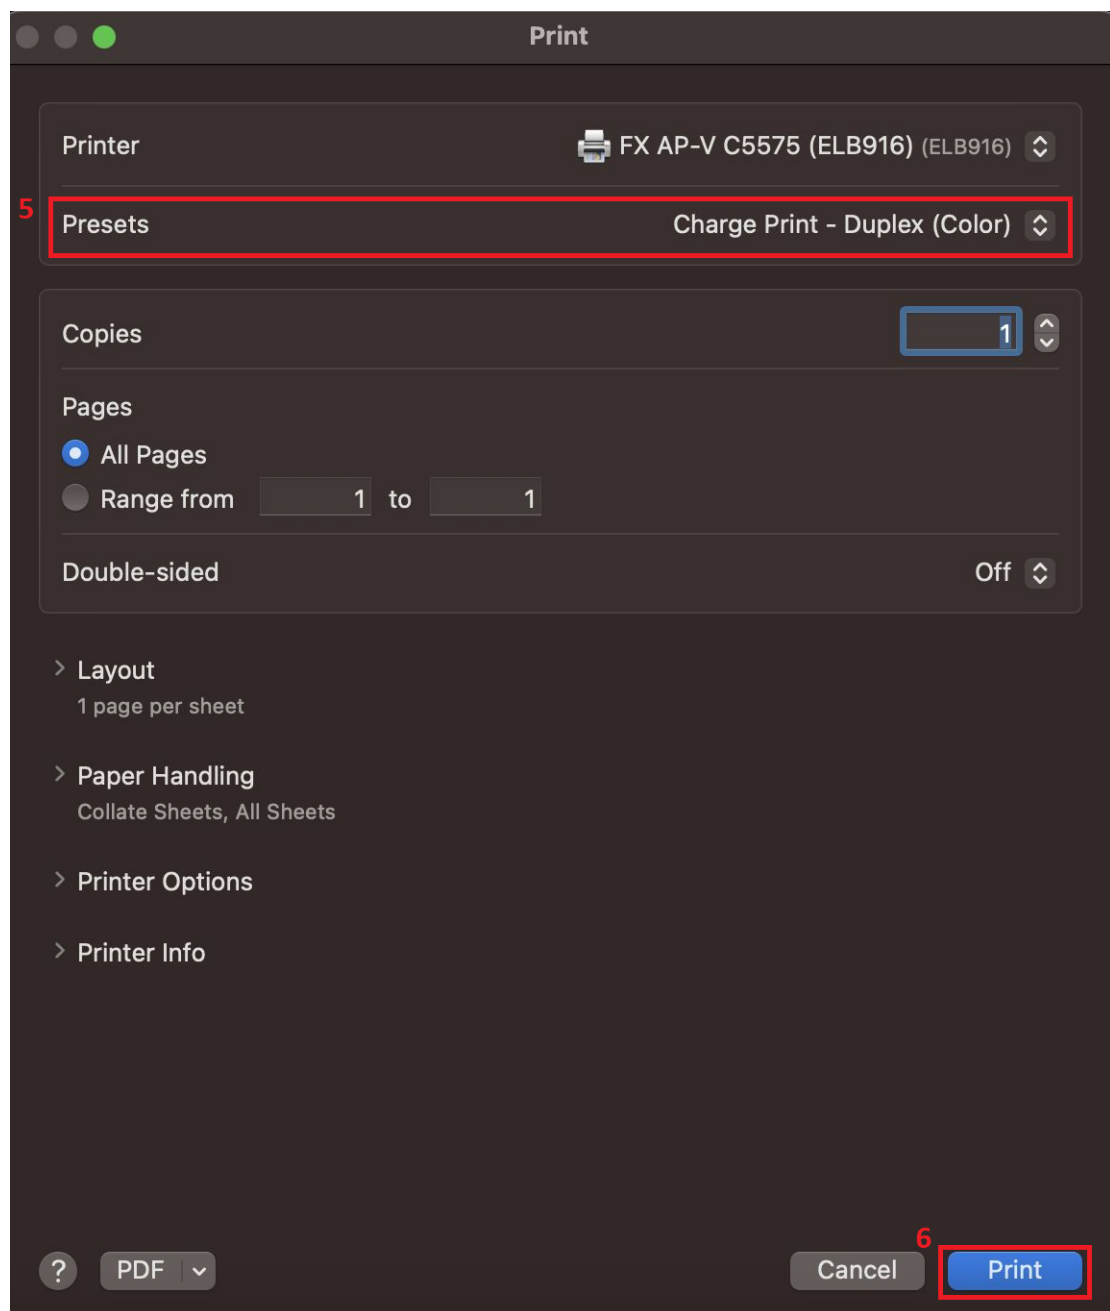 Print
Printer FX AP-V C5575 (ELB916) (ELB916)
5
Presets Charge Print - Duplex (Color)
Copies 1
Pages
All Pages
Range from 1 to 1
Double-sided Off
Layout
1 page per sheet
Paper Handling
Collate Sheets, All Sheets
Printer Options
Printer Info
6
? PDF Cancel Print